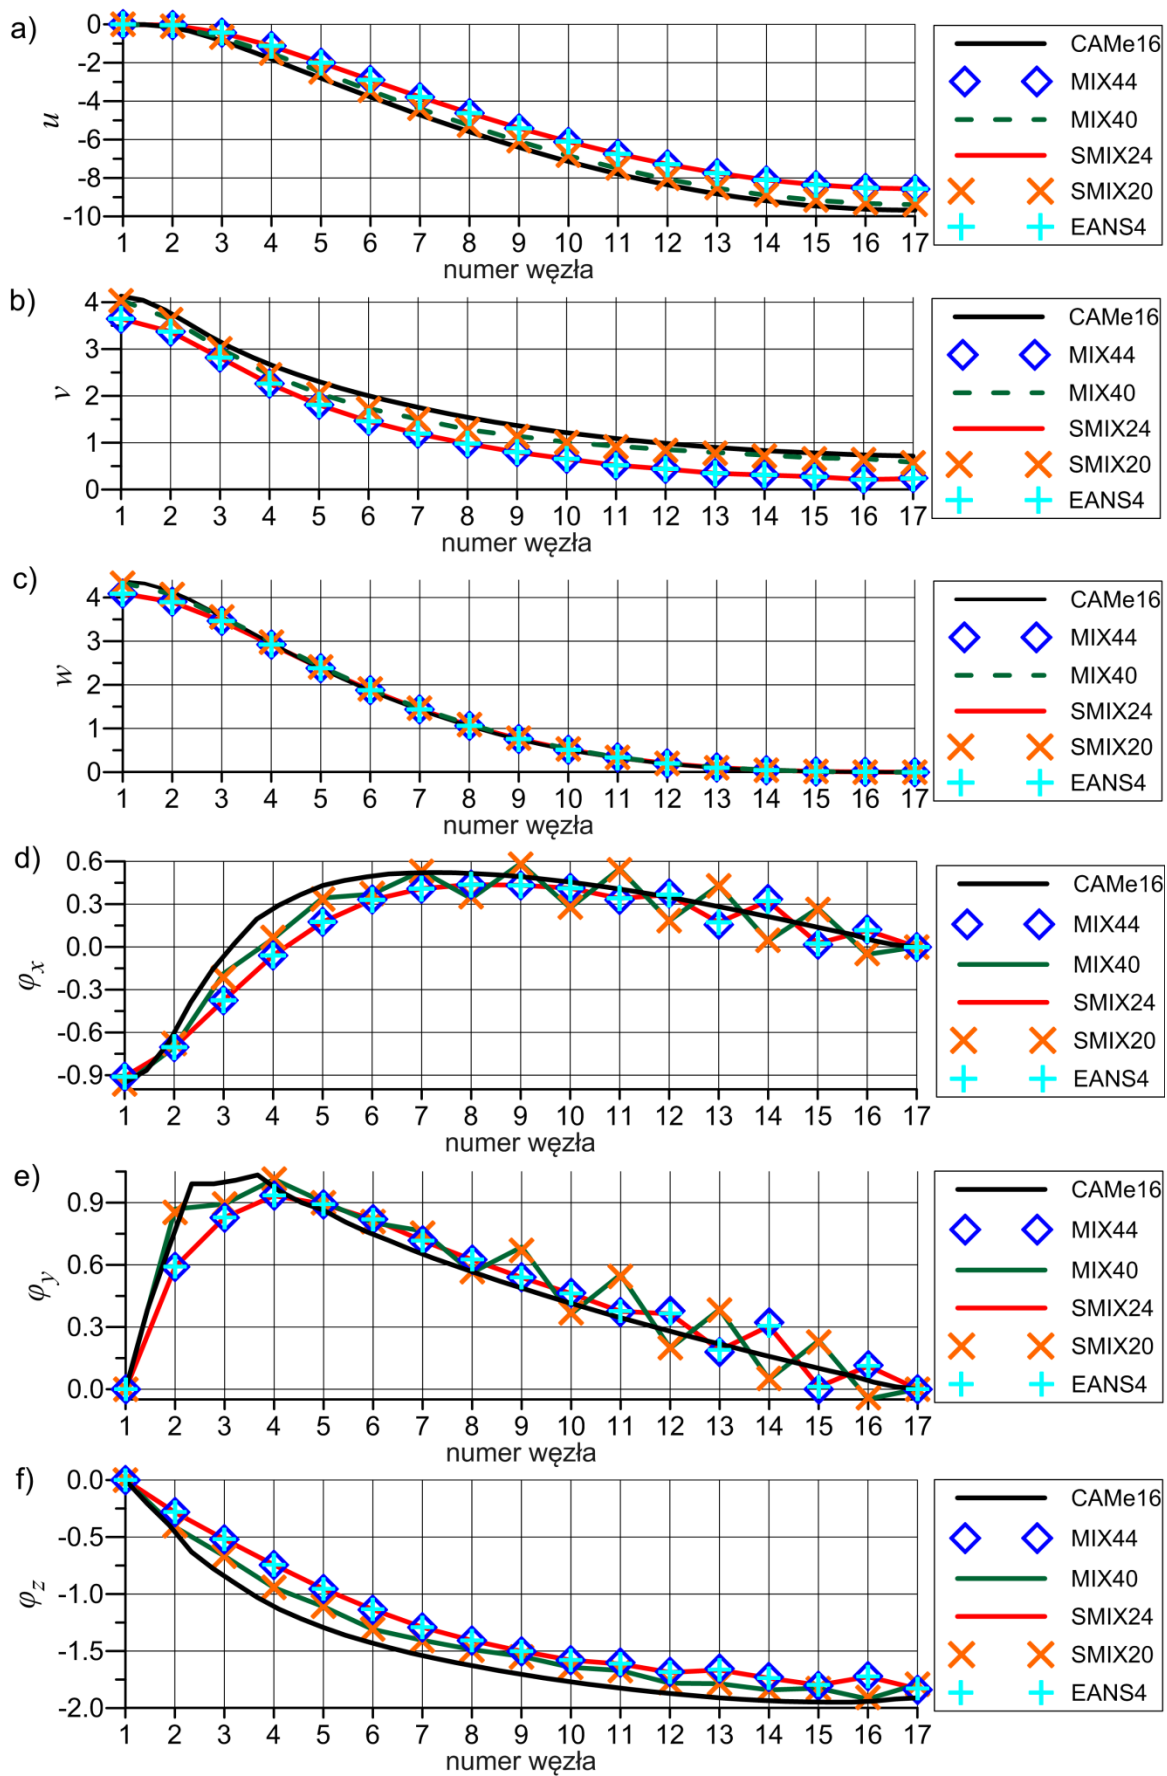 a)
0
-2
-4
-6
-8
-10
u
1 2 3 4 5 6 7 8 9 10 11 12 13 14 15 16 17
numer węzła
CAMe16
MIX44
MIX40
SMIX24
SMIX20
EANS4
b)
4
3
2
1
0
v
1 2 3 4 5 6 7 8 9 10 11 12 13 14 15 16 17
numer węzła
CAMe16
MIX44
MIX40
SMIX24
SMIX20
EANS4
c)
4
3
2
1
0
w
1 2 3 4 5 6 7 8 9 10 11 12 13 14 15 16 17
numer węzła
CAMe16
MIX44
MIX40
SMIX24
SMIX20
EANS4
d)
0.6
0.3
0.0
-0.3
-0.6
-0.9
φx
1 2 3 4 5 6 7 8 9 10 11 12 13 14 15 16 17
numer węzła
CAMe16
MIX44
MIX40
SMIX24
SMIX20
EANS4
e)
0.9
0.6
0.3
0.0
φy
1 2 3 4 5 6 7 8 9 10 11 12 13 14 15 16 17
numer węzła
CAMe16
MIX44
MIX40
SMIX24
SMIX20
EANS4
f)
0.0
-0.5
-1.0
-1.5
-2.0
φz
1 2 3 4 5 6 7 8 9 10 11 12 13 14 15 16 17
numer węzła
CAMe16
MIX44
MIX40
SMIX24
SMIX20
EANS4